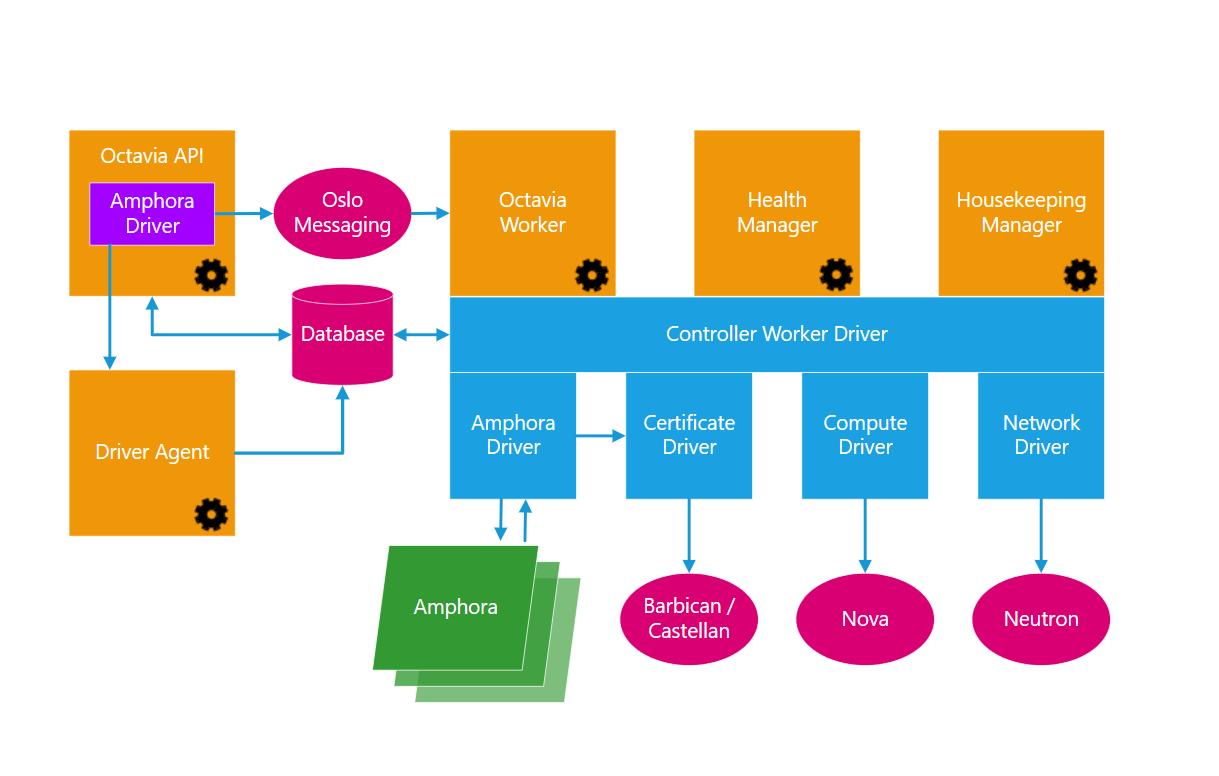 Octavia API
Amphora
Driver
Oslo
Messaging
Octavia
Worker
Health
Manager
Housekeeping
Manager
Database
Controller Worker Driver
Driver Agent
Amphora
Driver
Certificate
Driver
Compute
Driver
Network
Driver
Amphora
Barbican /
Castellan
Nova
Neutron